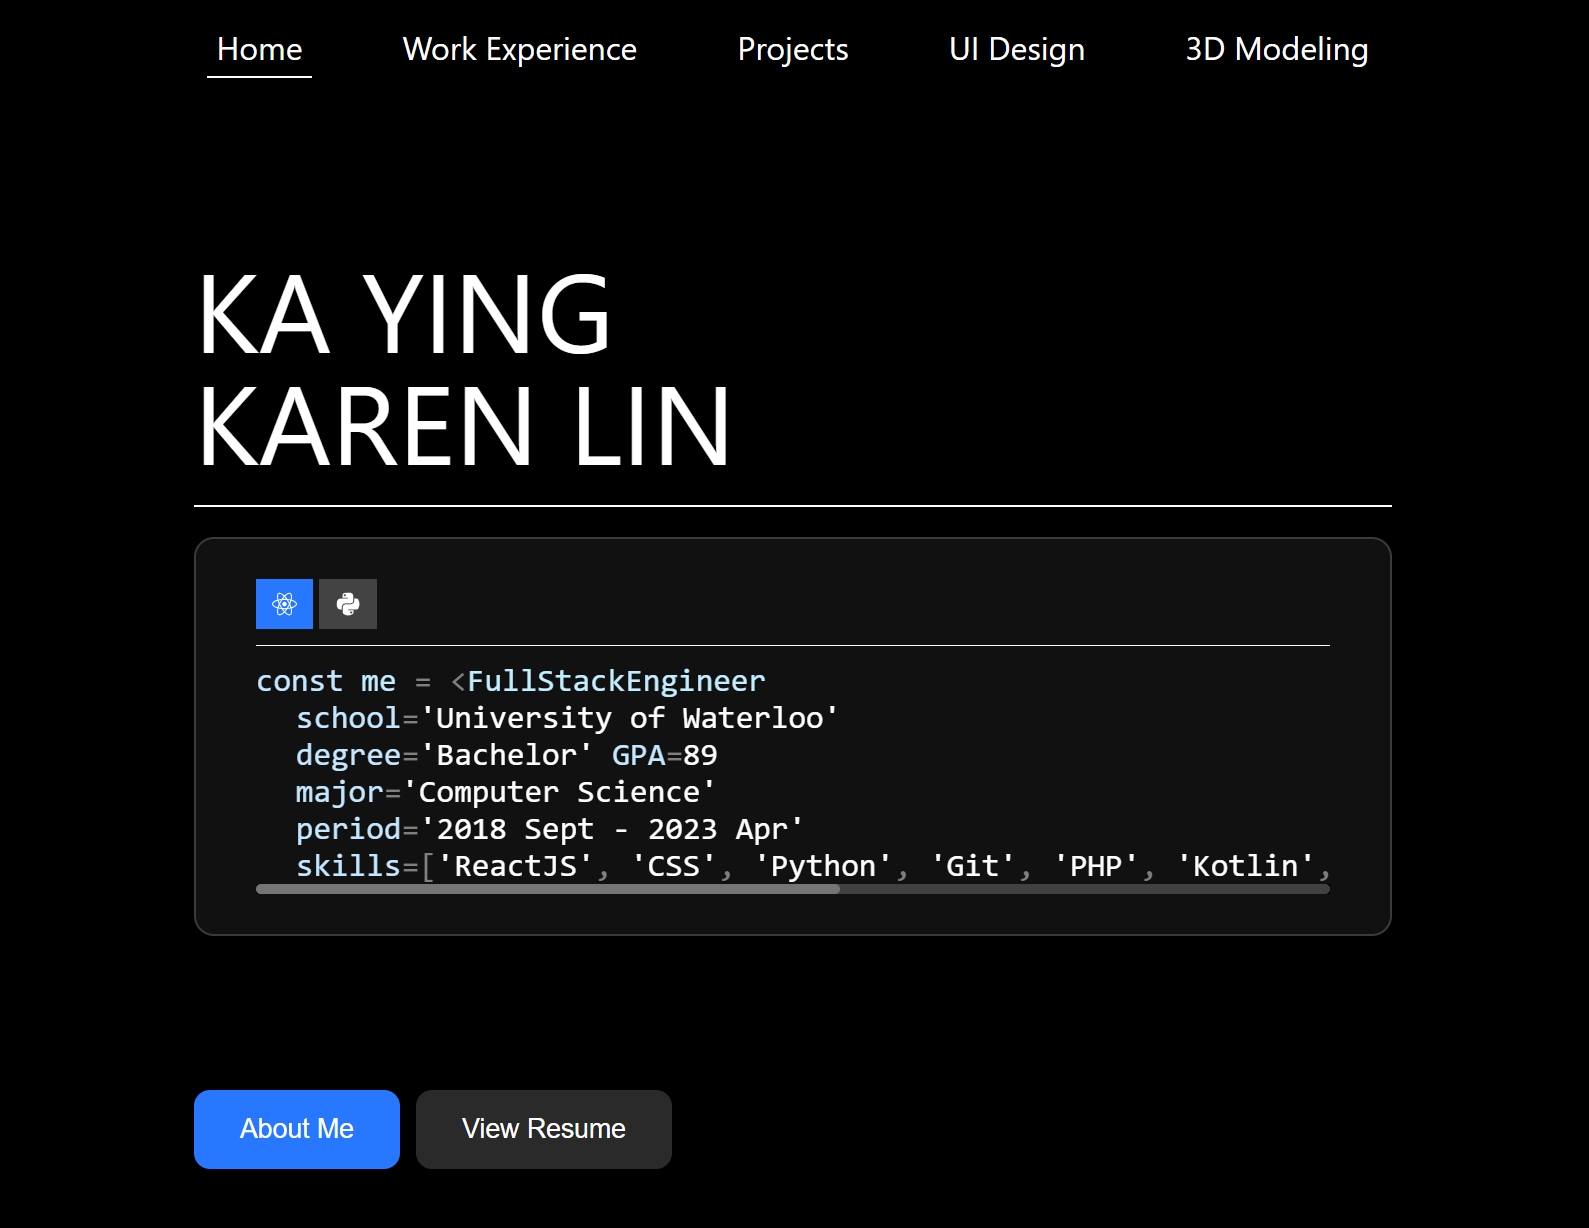 Home Work Experience Projects UI Design 3D Modeling
KA YING
KAREN LIN
const me = <FullStackEngineer
school='University of Waterloo'
degree='Bachelor' GPA=89
major='Computer Science'
period='2018 Sept - 2023 Apr'
skills=['ReactJS', 'CSS', 'Python', 'Git', 'PHP', 'Kotlin',
About Me View Resume